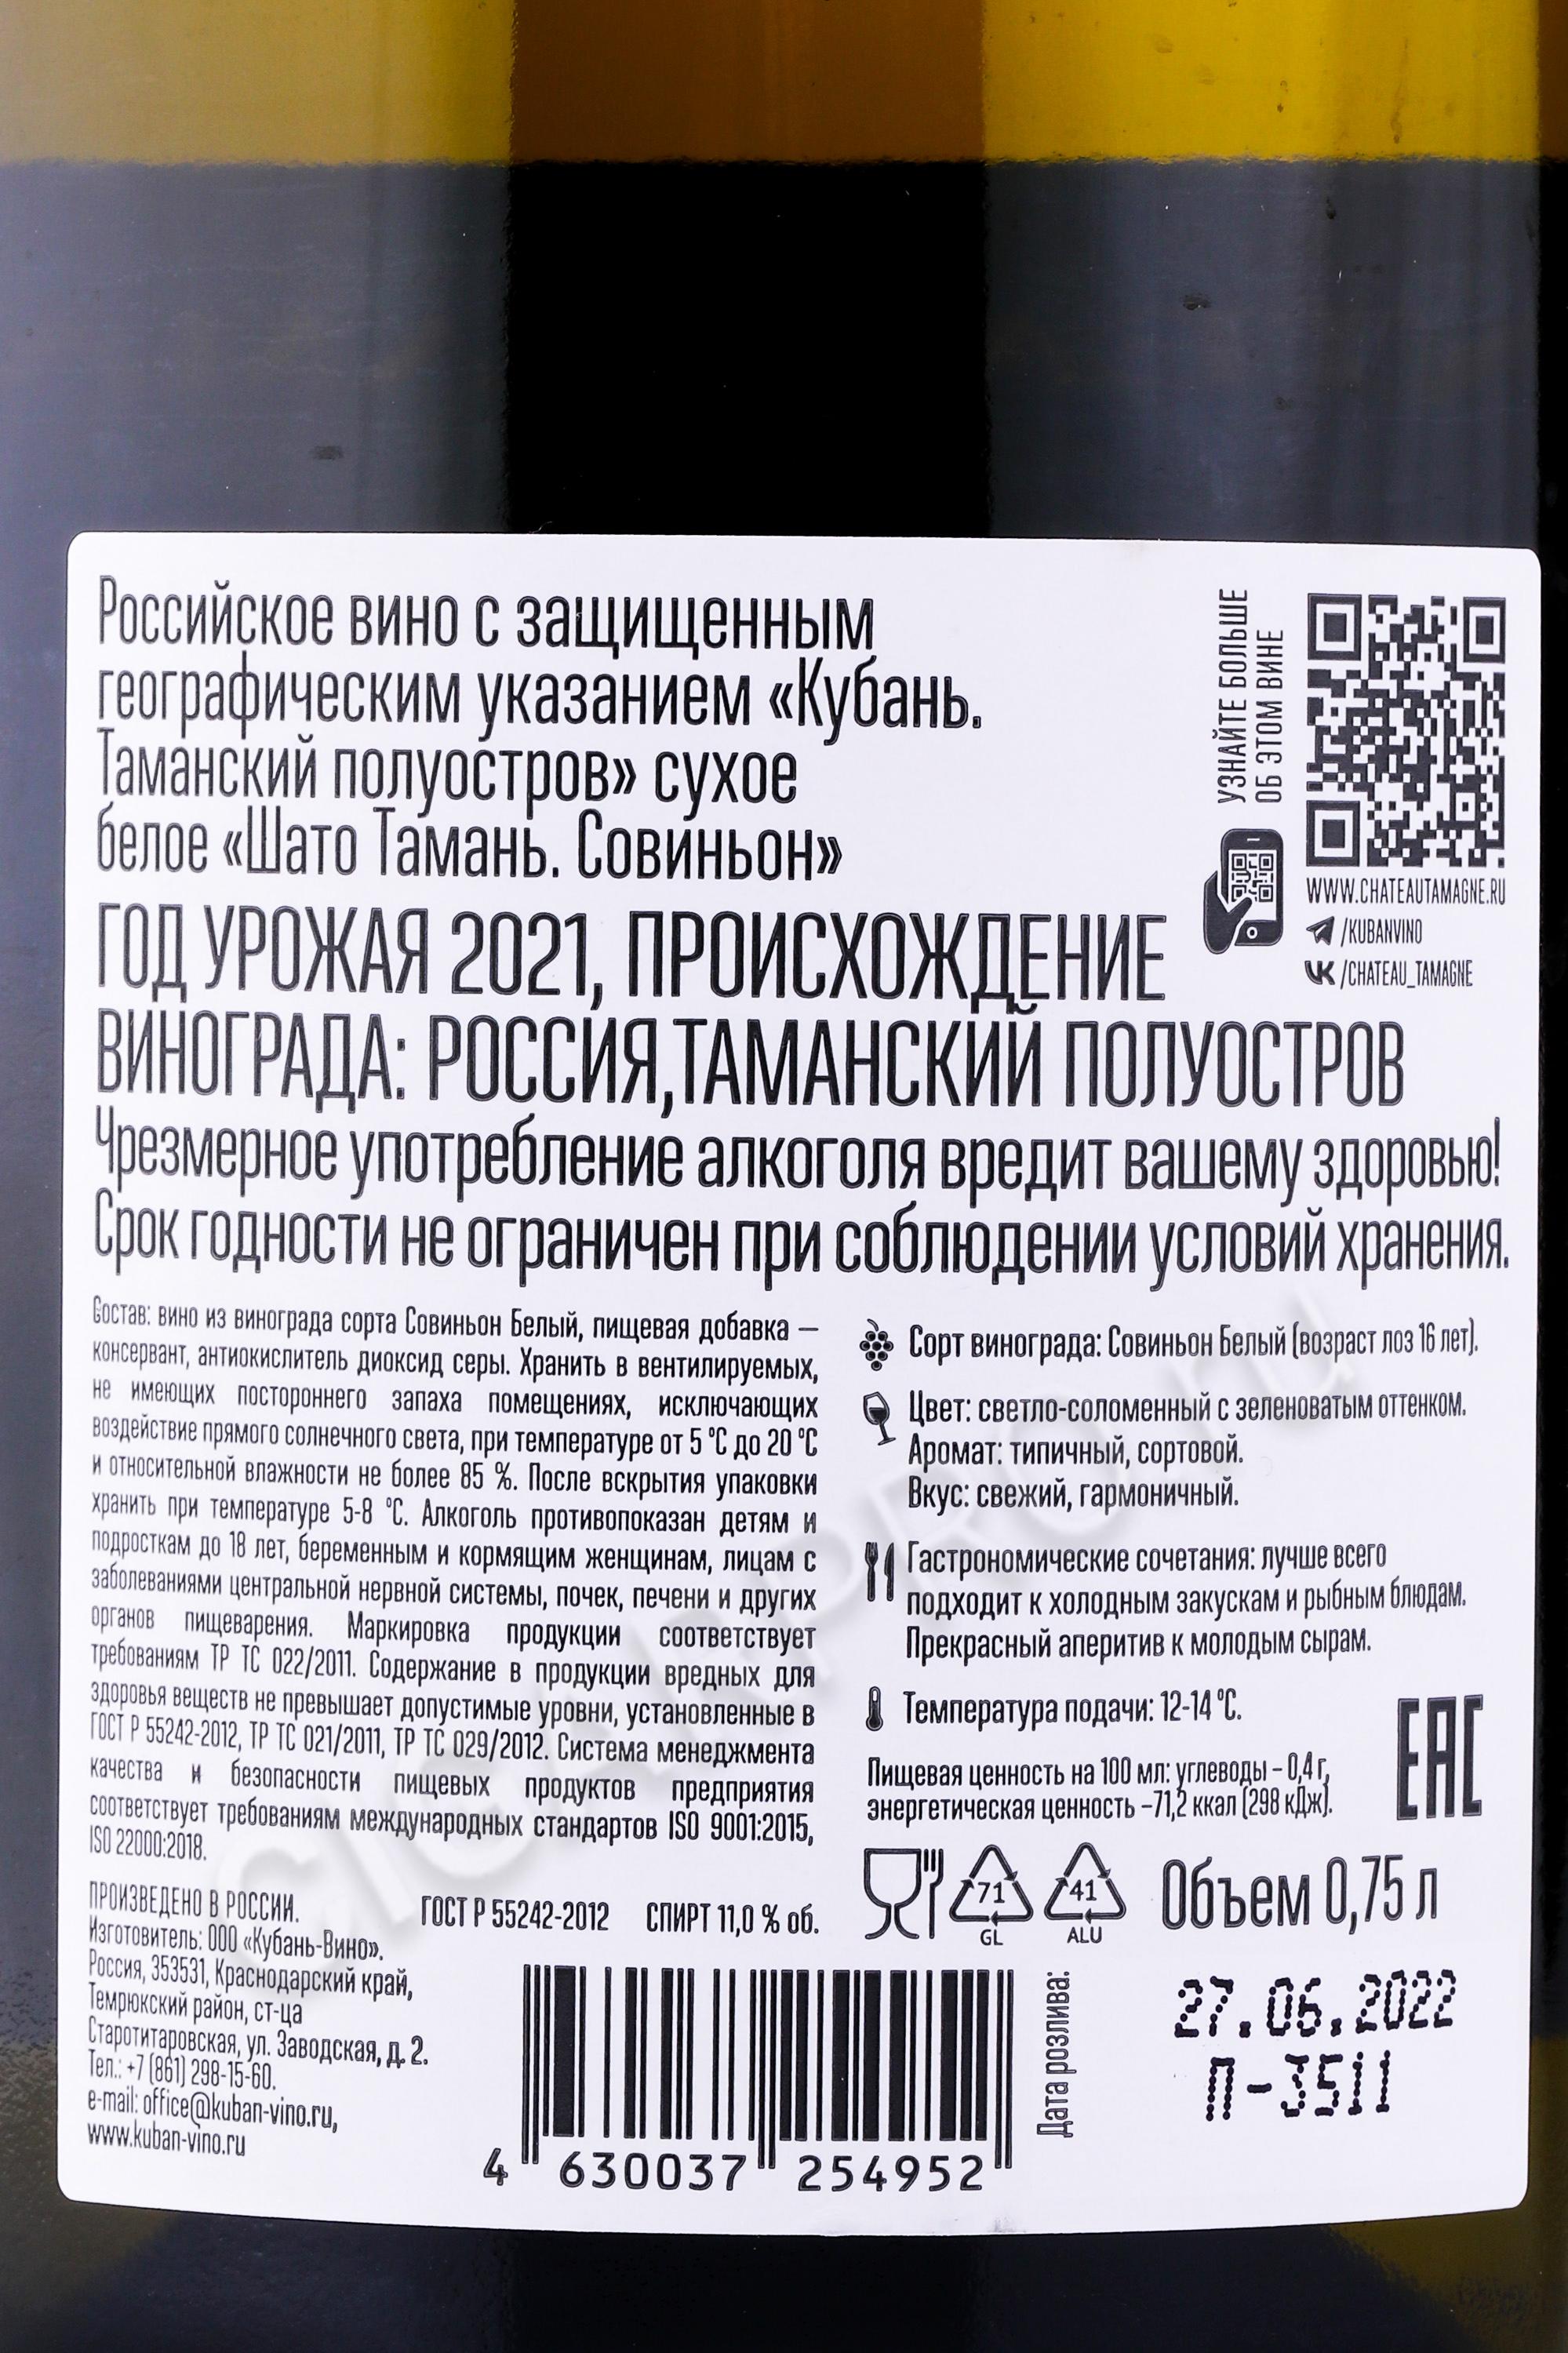 Российское вино с защищенным
географическим указанием «Кубань.
Таманский полуостров» сухое
белое «Шато Тамань. Совиньон»
УЗНАЙТЕ БОЛЬШЕ
ОБ ЭТОМ ВИНЕ
WWW.CHATEAUTAMAGNE.RU
/KUBANVINO
/CHATEAU_TAMAGNE
ГОД УРОЖАЯ 2021, ПРОИСХОЖДЕНИЕ
ВИНОГРАДА: РОССИЯ,ТАМАНСКИЙ ПОЛУОСТРОВ
Чрезмерное употребление алкоголя вредит вашему здоровью!
Срок годности не ограничен при соблюдении условий хранения.
Состав: вино из винограда сорта Совиньон Белый, пищевая добавка –
консервант, антиокислитель диоксид серы. Хранить в вентилируемых,
не имеющих постороннего запаха помещениях, исключающих
воздействие прямого солнечного света, при температуре от 5 °С до 20 °С
и относительной влажности не более 85 %. После вскрытия упаковки
хранить при температуре 5-8 °С. Алкоголь противопоказан детям и
подросткам до 18 лет, беременным и кормящим женщинам, лицам с
заболеваниями центральной нервной системы, почек, печени и других
органов пищеварения. Маркировка продукции соответствует
требованиям ТР ТС 022/2011. Содержание в продукции вредных для
здоровья веществ не превышает допустимые уровни, установленные в
ГОСТ Р 55242-2012, ТР ТС 021/2011, ТР ТС 029/2012. Система менеджмента
качества и безопасности пищевых продуктов предприятия
соответствует требованиям международных стандартов ISO 9001:2015,
ISO 22000:2018.
Сорт винограда: Совиньон Белый (возраст лоз 16 лет).
Цвет: светло-соломенный с зеленоватым оттенком.
Аромат: типичный, сортовой.
Вкус: свежий, гармоничный.
Гастрономические сочетания: лучше всего
подходит к холодным закускам и рыбным блюдам.
Прекрасный аперитив к молодым сырам.
Температура подачи: 12-14 °С.
Пищевая ценность на 100 мл: углеводы – 0,4 г,
энергетическая ценность –71,2 ккал (298 кДж).
EAC
71
GL
41
ALU
Объем 0,75 л
ПРОИЗВЕДЕНО В РОССИИ.
Изготовитель: ООО «Кубань-Вино».
Россия, 353531, Краснодарский край,
Темрюкский район, ст-ца
Старотитаровская, ул. Заводская, д. 2.
Тел.: +7 (861) 298-15-60.
e-mail: office@kuban-vino.ru,
www.kuban-vino.ru
ГОСТ Р 55242-2012 СПИРТ 11,0 % об.
4 630037 254952
Дата розлива:
27.06.2022
П-3511
CIGARPRO.ru